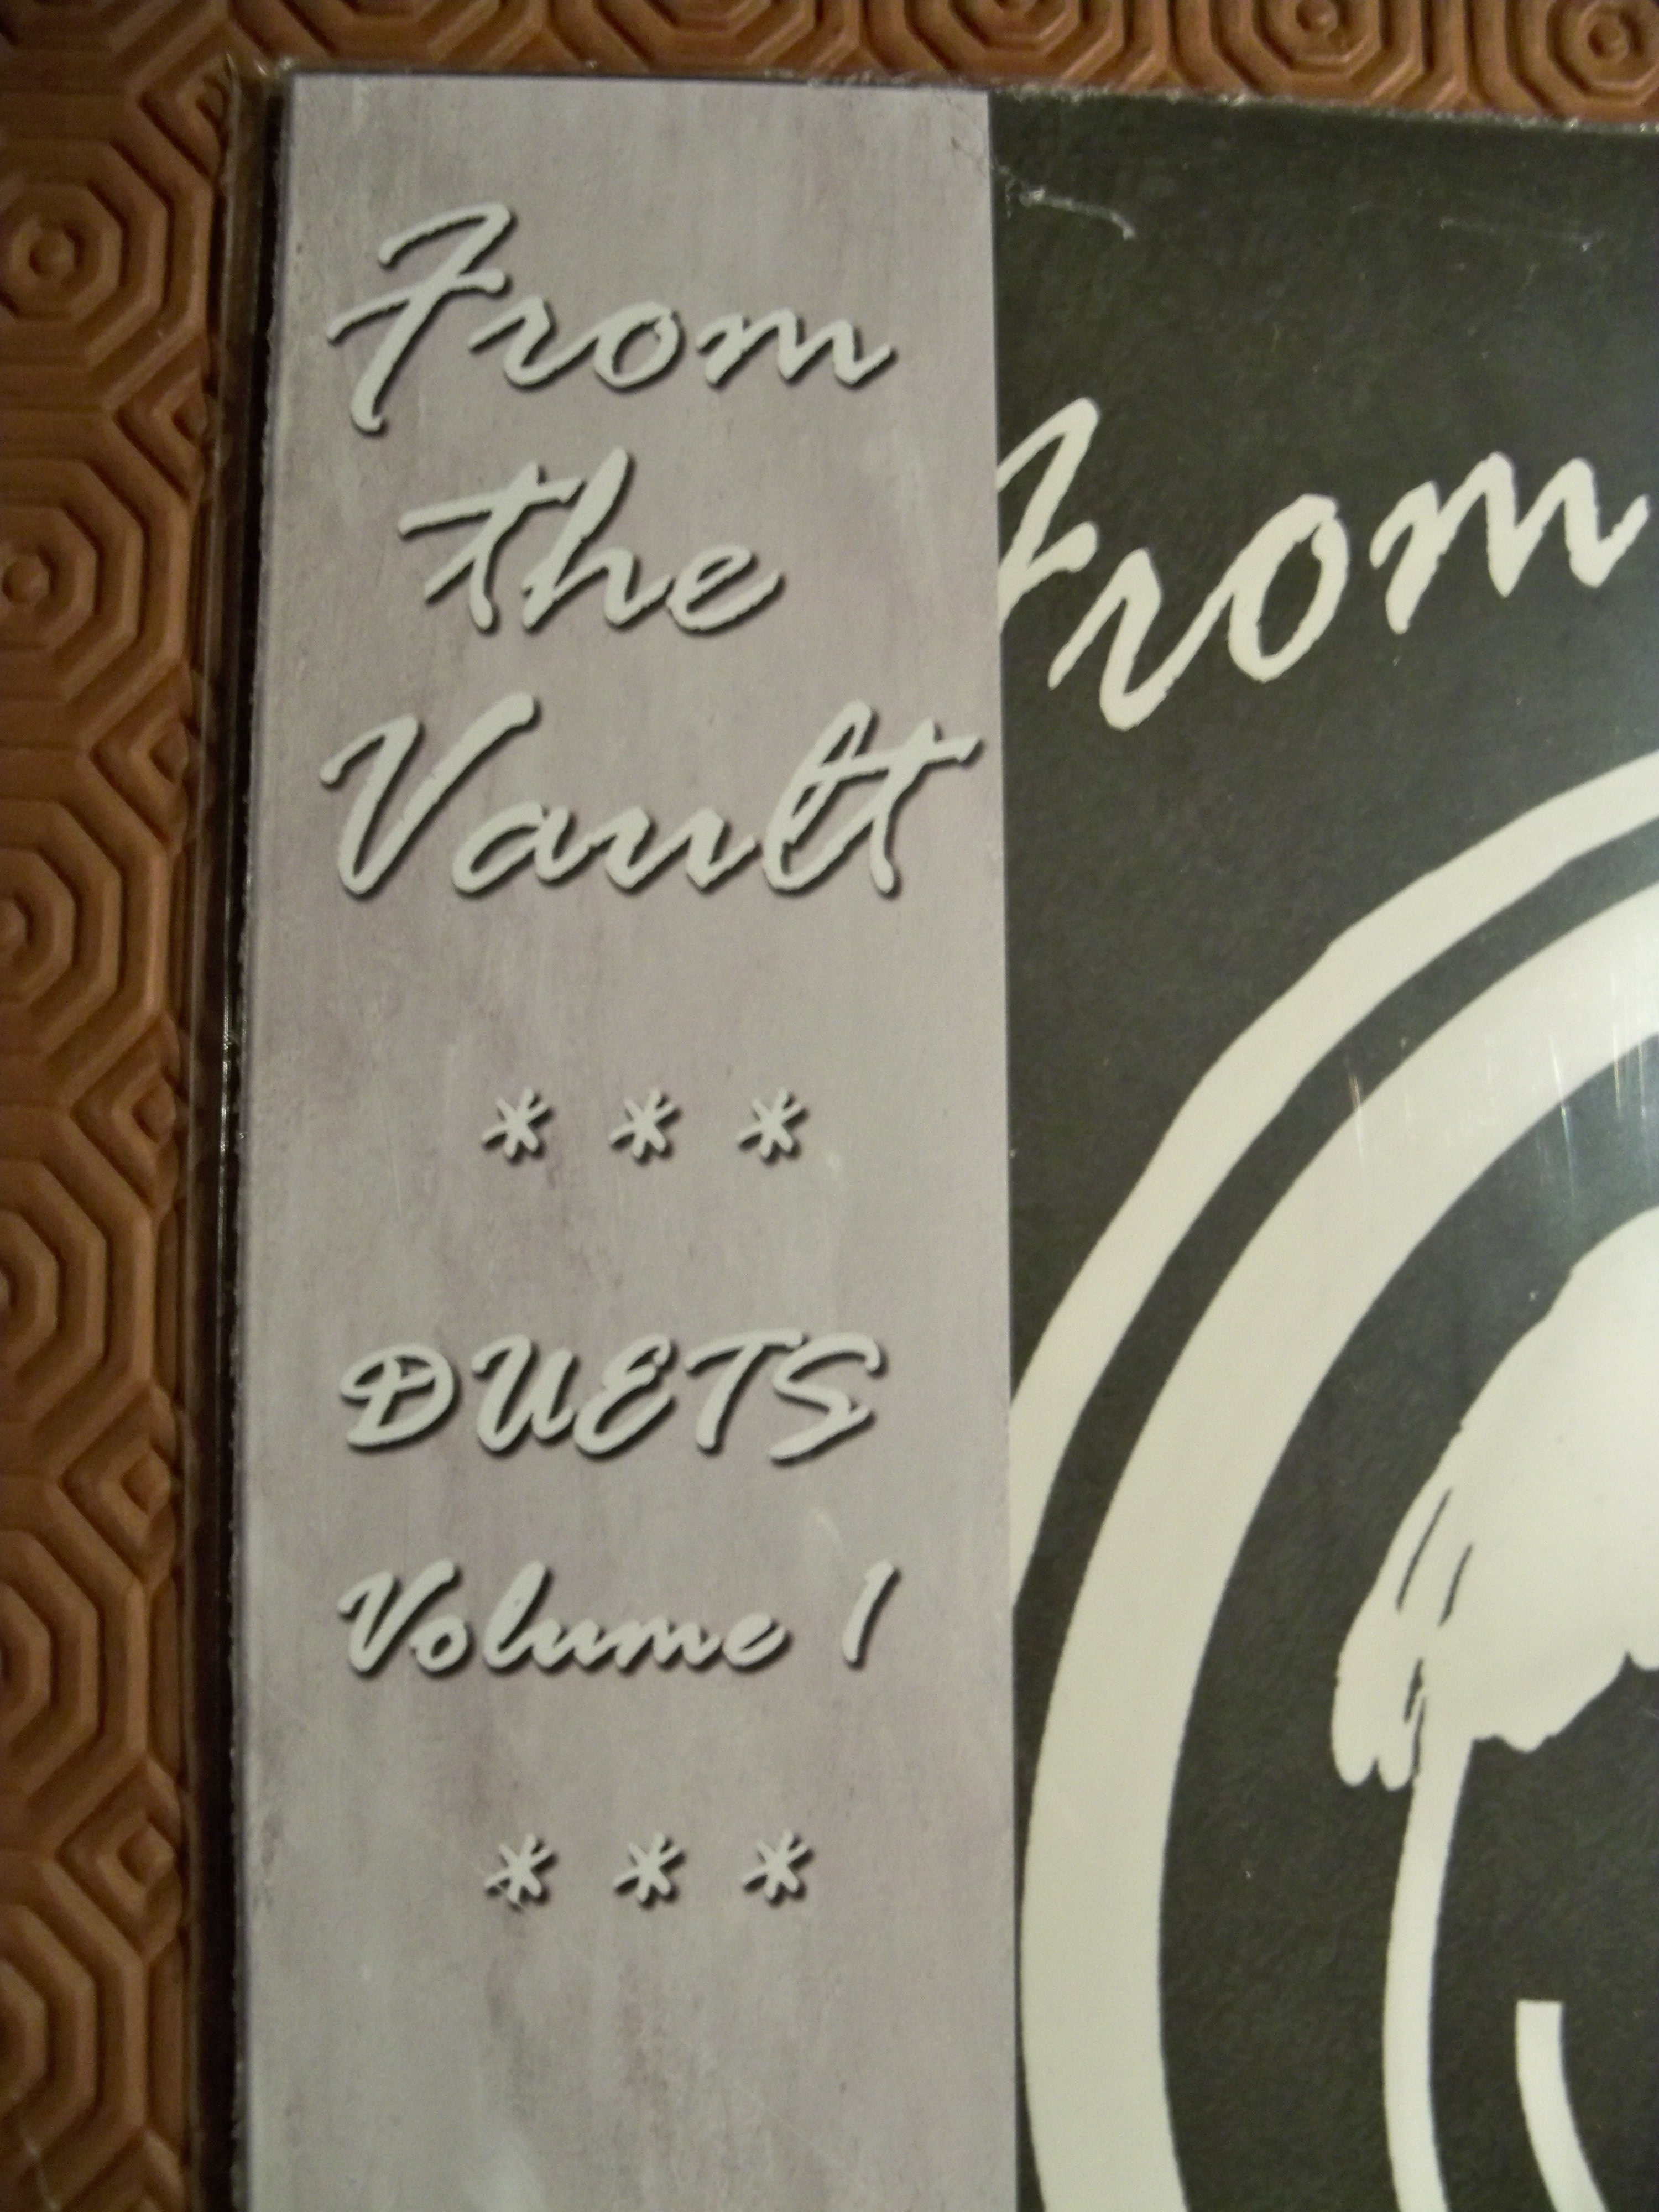 From
the
Vault
* * *
DUETS
Volume 1
* * *
From